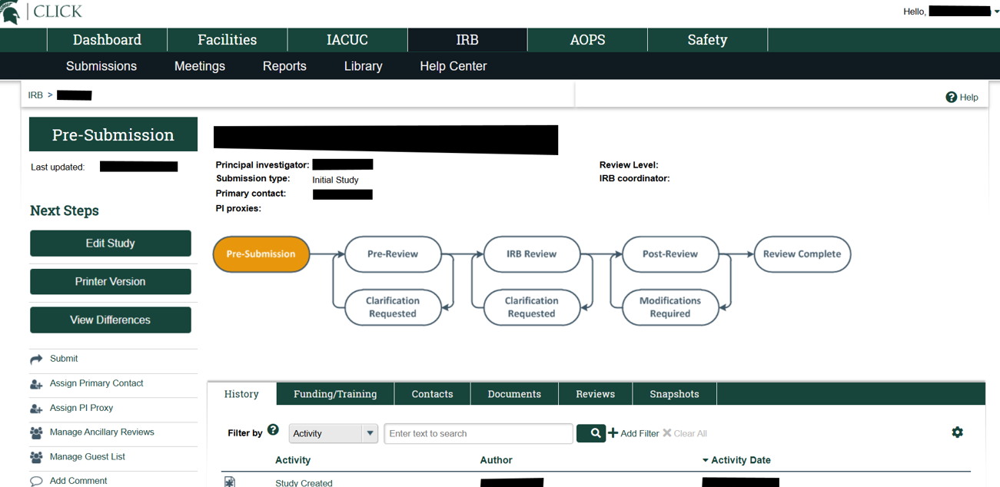 CLICK
Hello,
Dashboard Facilities IACUC IRB AOPS Safety
Submissions Meetings Reports Library Help Center
IRB >
? Help
Pre-Submission
Last updated:
Principal investigator:
Submission type: Initial Study
Primary contact:
PI proxies:
Review Level:
IRB coordinator:
Next Steps
Edit Study
Printer Version
View Differences
Submit
Assign Primary Contact
Assign PI Proxy
Manage Ancillary Reviews
Manage Guest List
Add Comment
Pre-Submission
Pre-Review
IRB Review
Post-Review
Review Complete
Clarification
Requested
Clarification
Requested
Modifications
Required
History Funding/Training Contacts Documents Reviews Snapshots
Filter by ? Activity Enter text to search Add Filter Clear All
Activity Author Activity Date
Study Created